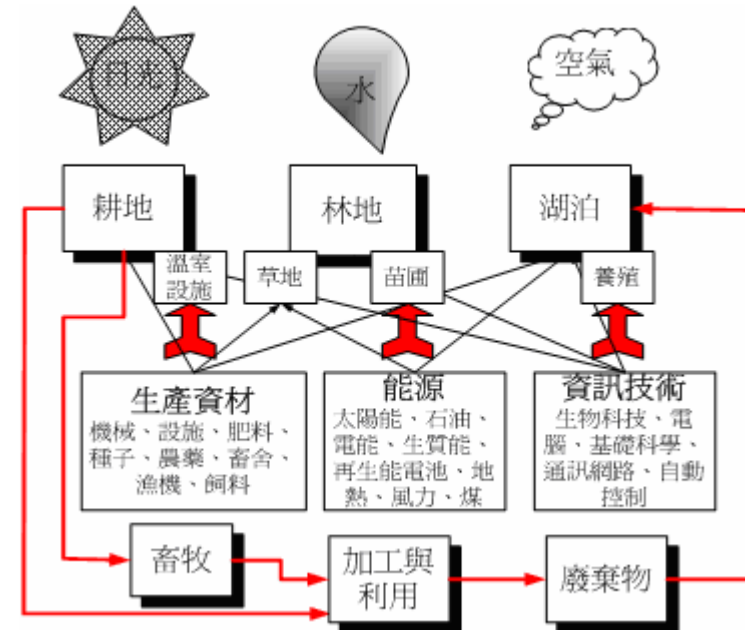 日光
水
空氣
耕地
林地
湖泊
溫室
設施
草地
苗圃
養殖
生產資材
機械、設施、肥料、
種子、農藥、畜舍、
漁機、飼料
能源
太陽能、石油、
電能、生質能、
再生能電池、地
熱、風力、煤
資訊技術
生物科技、電
腦、基礎科學、
通訊網路、自動
控制
畜牧
加工與
利用
廢棄物